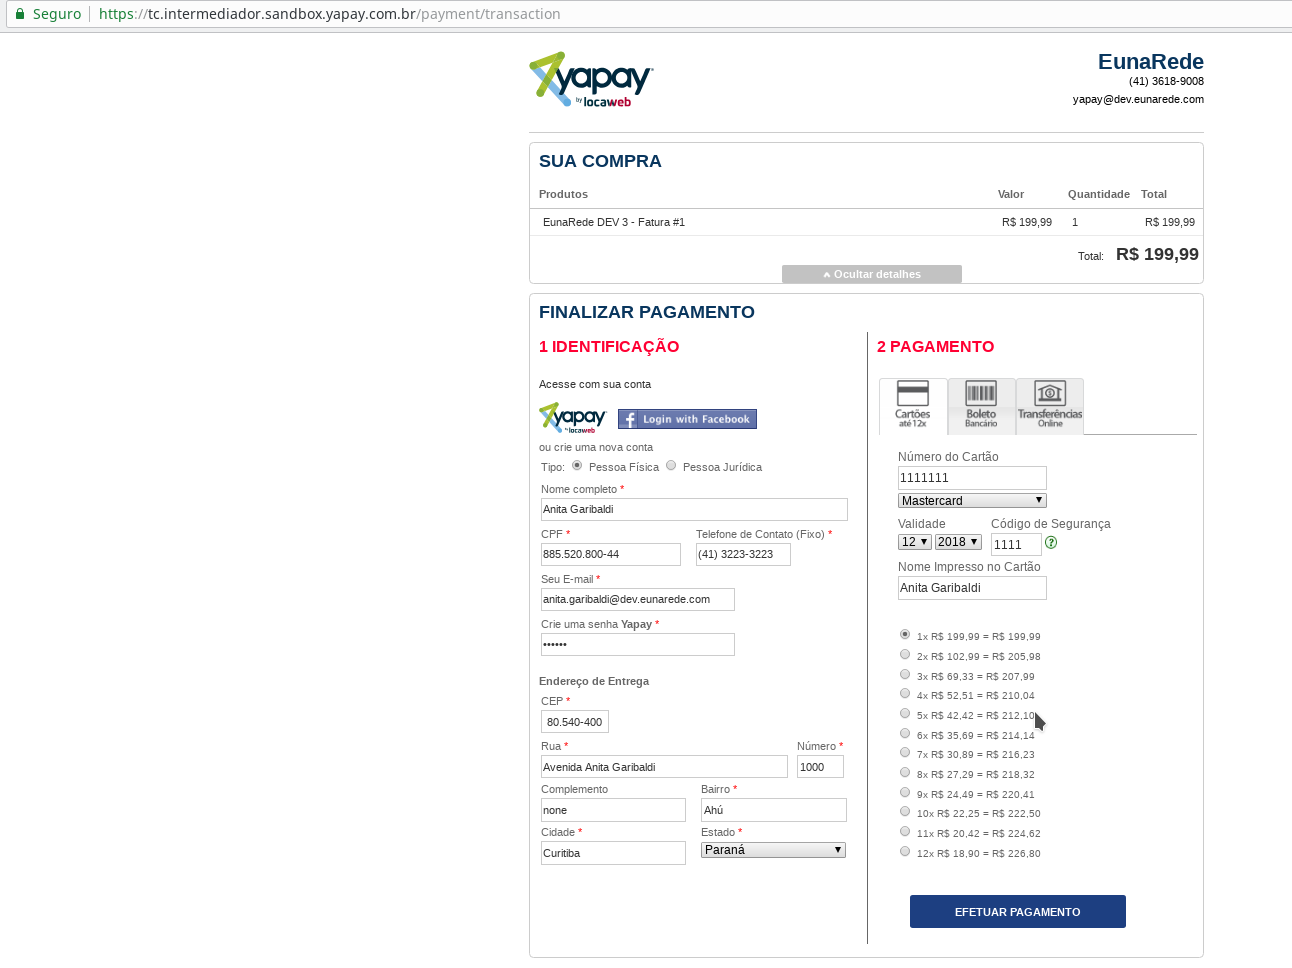 Seguro https://tc.intermediador.sandbox.yapay.com.br/payment/transaction
yapay
by locaweb
EunaRede
(41) 3618-9008
yapay@dev.eunarede.com
SUA COMPRA
Produtos Valor Quantidade Total
EunaRede DEV 3 - Fatura #1 R$ 199,99 1 R$ 199,99
Total: R$ 199,99
Ocultar detalhes
FINALIZAR PAGAMENTO
1 IDENTIFICAÇÃO
Acesse com sua conta
yapay
by locaweb
f Login with Facebook
ou crie uma nova conta
Tipo: Pessoa Física Pessoa Jurídica
Nome completo *
Anita Garibaldi
CPF * Telefone de Contato (Fixo) *
885.520.800-44 (41) 3223-3223
Seu E-mail *
anita.garibaldi@dev.eunarede.com
Crie uma senha Yapay *
••••••
Endereço de Entrega
CEP *
80.540-400
Rua * Número *
Avenida Anita Garibaldi 1000
Complemento Bairro *
none Ahú
Cidade * Estado *
Curitiba Paraná
2 PAGAMENTO
Cartões
até 12x
Boleto
Bancário
Transferências
Online
Número do Cartão
1111111
Mastercard
Validade Código de Segurança
12 2018 1111 ?
Nome Impresso no Cartão
Anita Garibaldi
1x R$ 199,99 = R$ 199,99
2x R$ 102,99 = R$ 205,98
3x R$ 69,33 = R$ 207,99
4x R$ 52,51 = R$ 210,04
5x R$ 42,42 = R$ 212,10
6x R$ 35,69 = R$ 214,14
7x R$ 30,89 = R$ 216,23
8x R$ 27,29 = R$ 218,32
9x R$ 24,49 = R$ 220,41
10x R$ 22,25 = R$ 222,50
11x R$ 20,42 = R$ 224,62
12x R$ 18,90 = R$ 226,80
EFETUAR PAGAMENTO